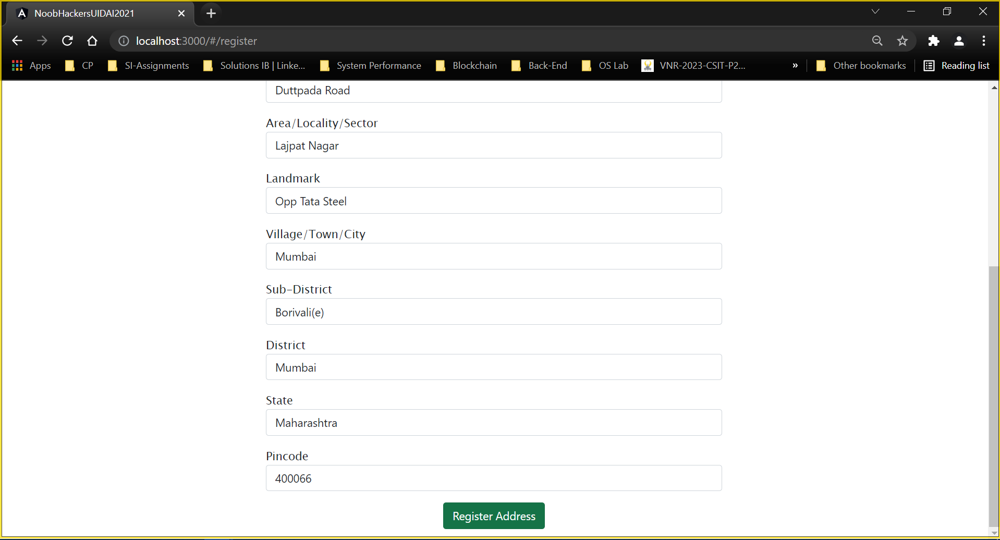 NoobHackersUIDAI2021
localhost:3000/#/register
Apps CP SI-Assignments Solutions IB | Linke... System Performance Blockchain Back-End OS Lab VNR-2023-CSIT-P2... » Other bookmarks Reading list
Duttpada Road
Area/Locality/Sector
Lajpat Nagar
Landmark
Opp Tata Steel
Village/Town/City
Mumbai
Sub-District
Borivali(e)
District
Mumbai
State
Maharashtra
Pincode
400066
Register Address